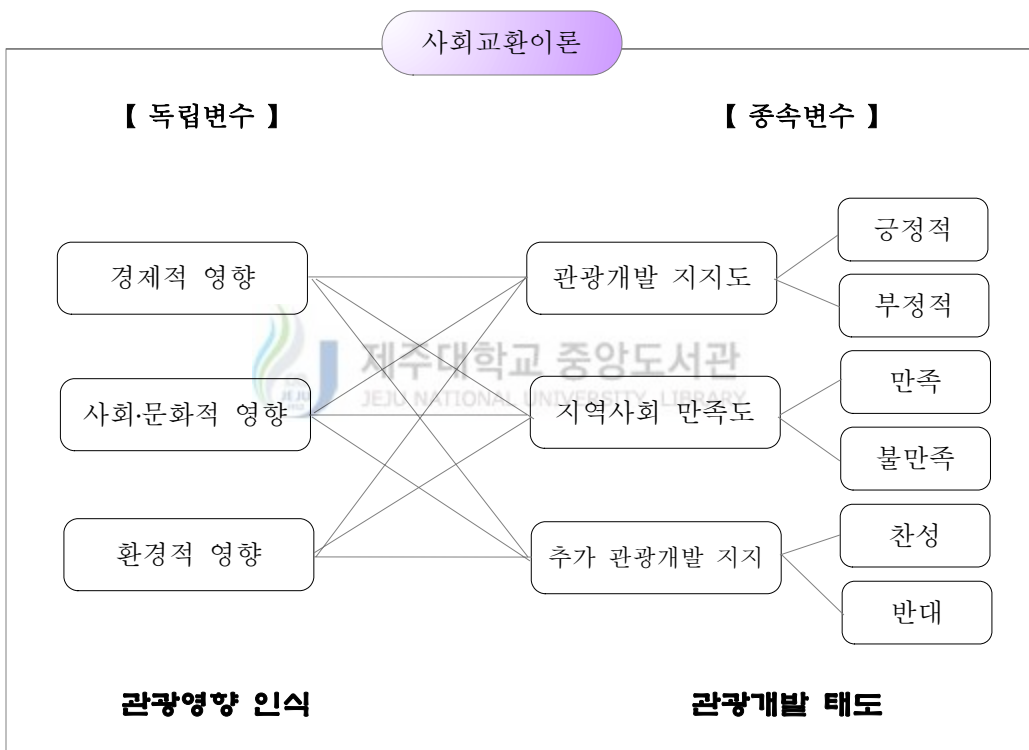 사회교환이론
【 독립변수 】
【 종속변수 】
경제적 영향
사회·문화적 영향
환경적 영향
관광개발 지지도
지역사회 만족도
추가 관광개발 지지
긍정적
부정적
만족
불만족
찬성
반대
관광영향 인식
관광개발 태도
제주대학교 중앙도서관
JEJU NATIONAL UNIVERSITY LIBRARY
JEJU